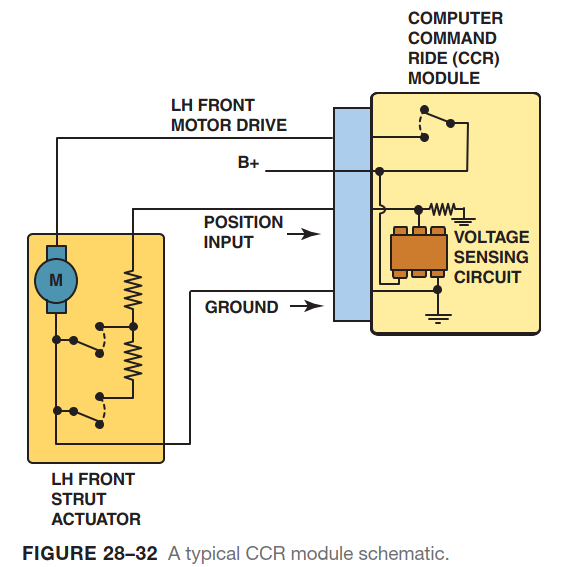 COMPUTER
COMMAND
RIDE (CCR)
MODULE
LH FRONT
MOTOR DRIVE
B+
POSITION
INPUT
VOLTAGE
SENSING
CIRCUIT
M
GROUND
LH FRONT
STRUT
ACTUATOR
FIGURE 28–32 A typical CCR module schematic.